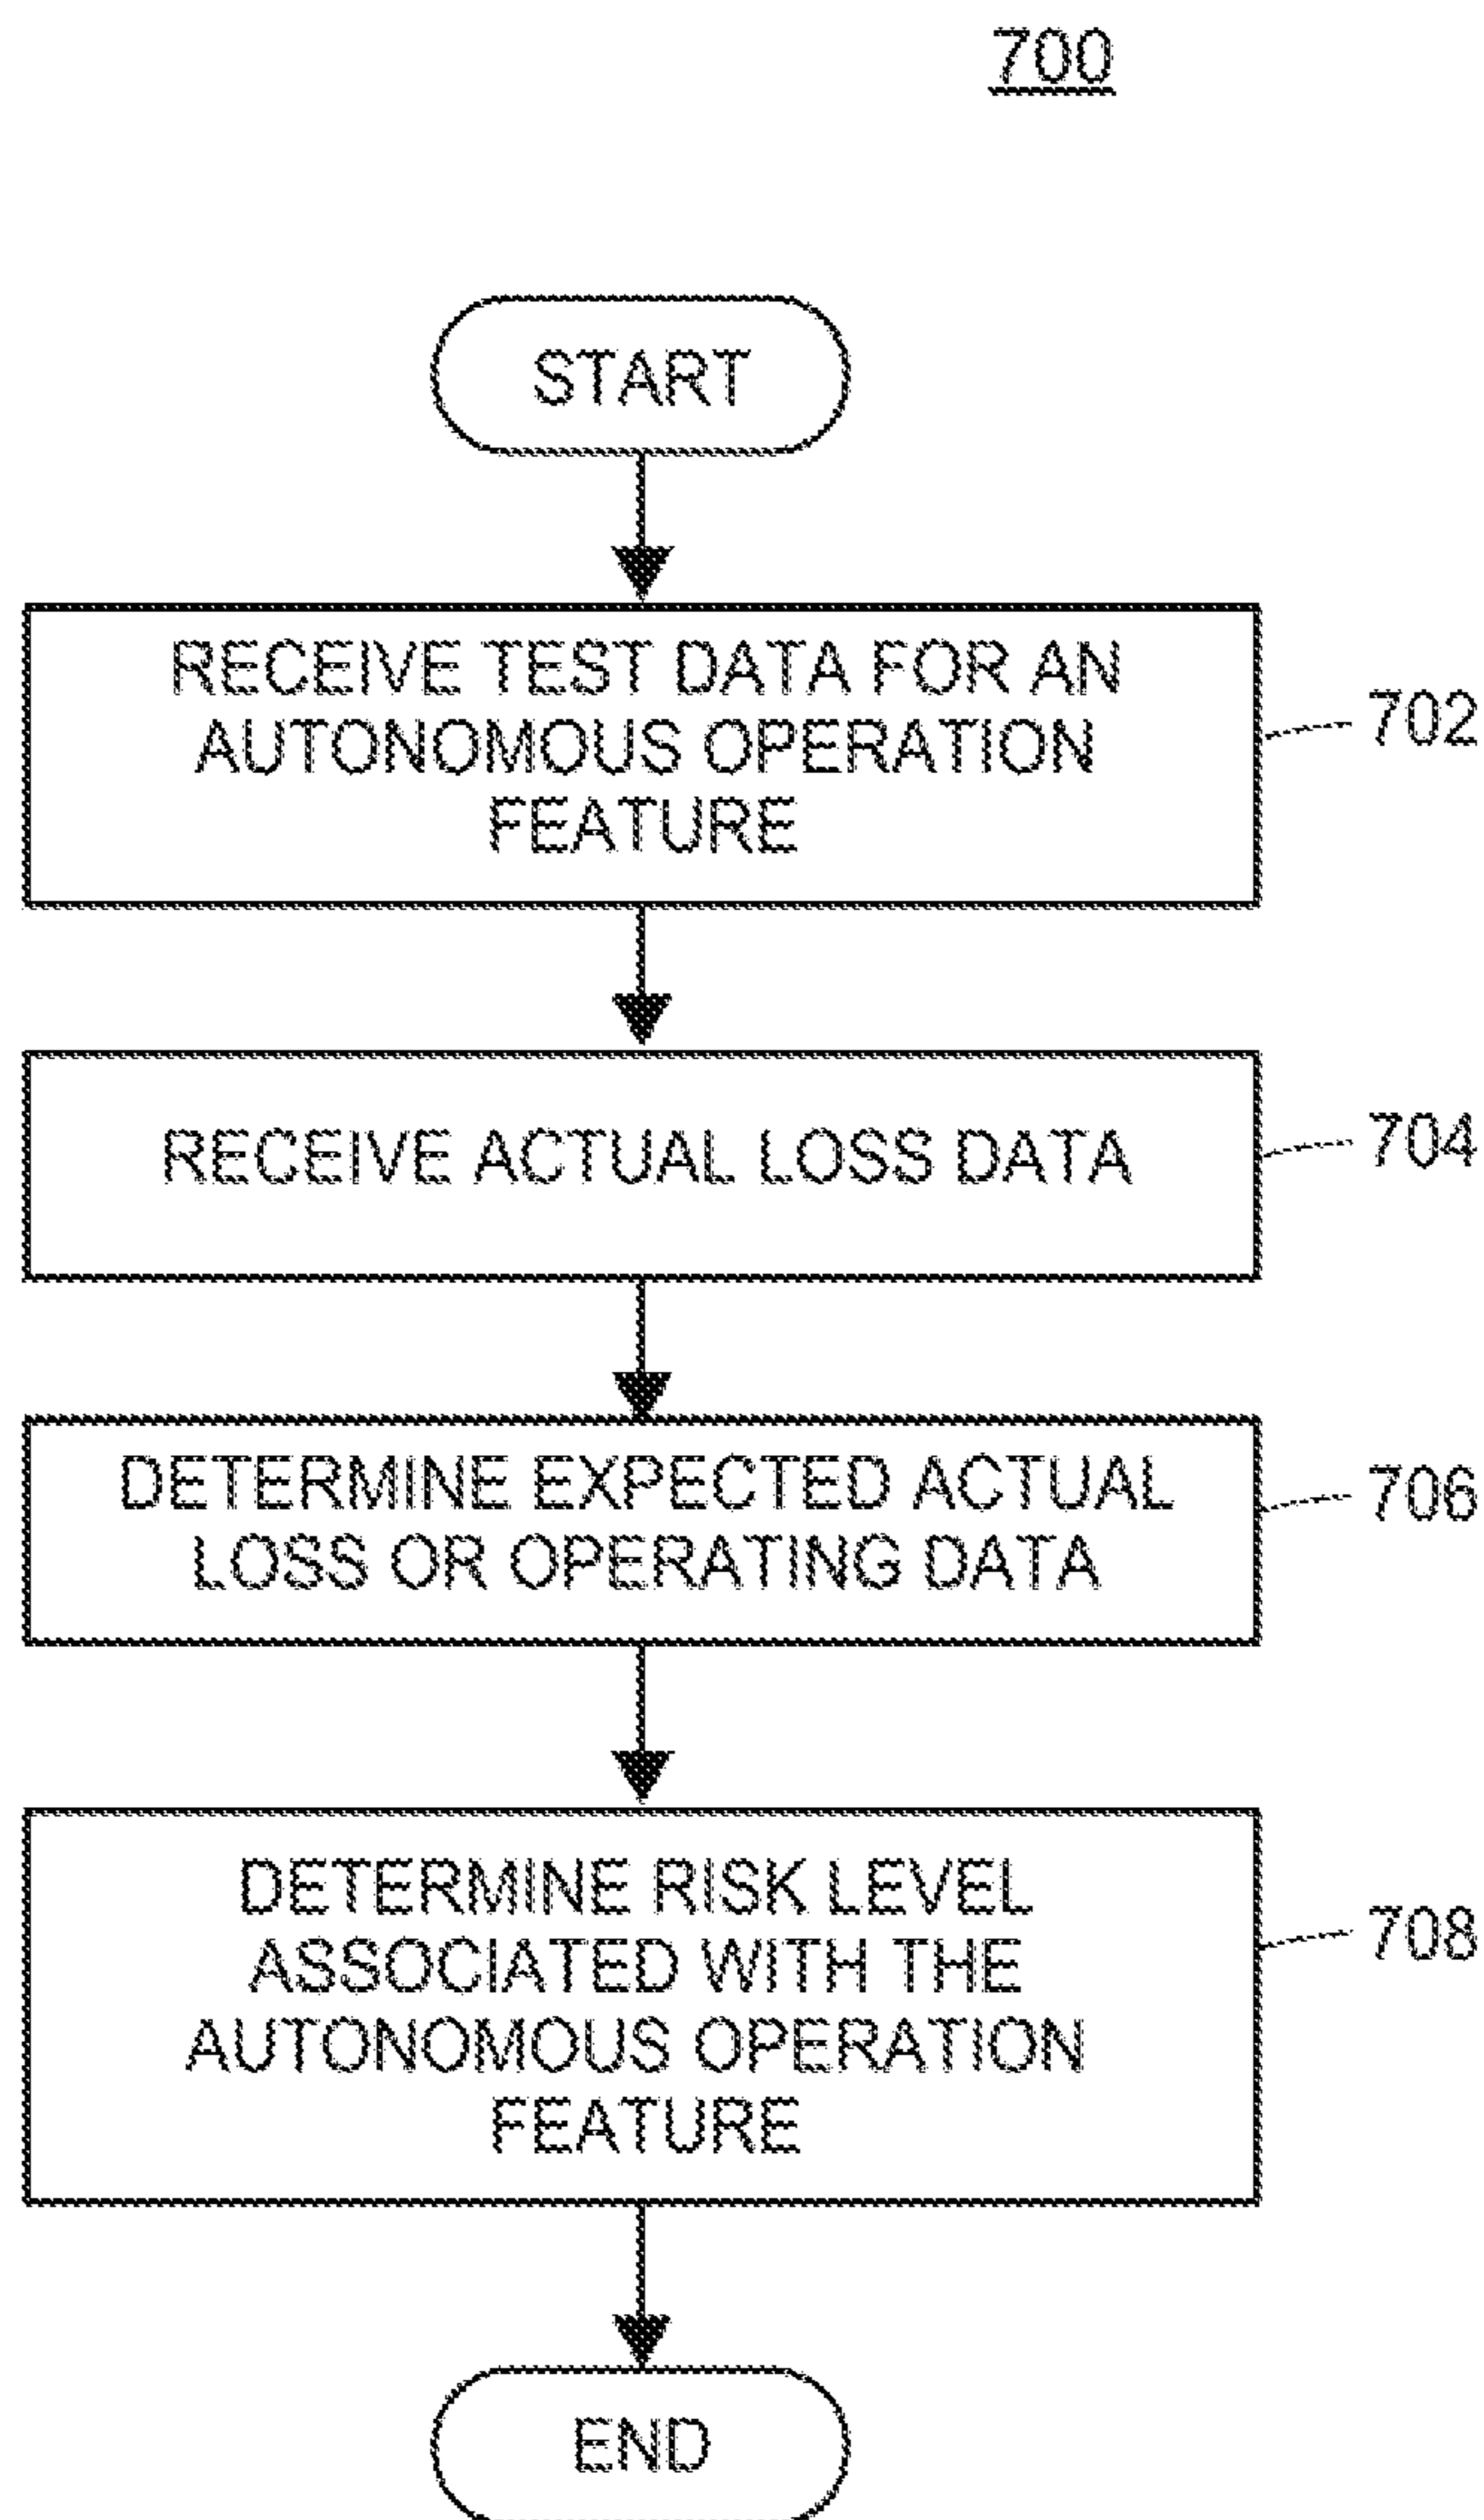 700
START
RECEIVE TEST DATA FOR AN
AUTONOMOUS OPERATION
FEATURE
702
RECEIVE ACTUAL LOSS DATA
704
DETERMINE EXPECTED ACTUAL
LOSS OR OPERATING DATA
706
DETERMINE RISK LEVEL
ASSOCIATED WITH THE
AUTONOMOUS OPERATION
FEATURE
708
END